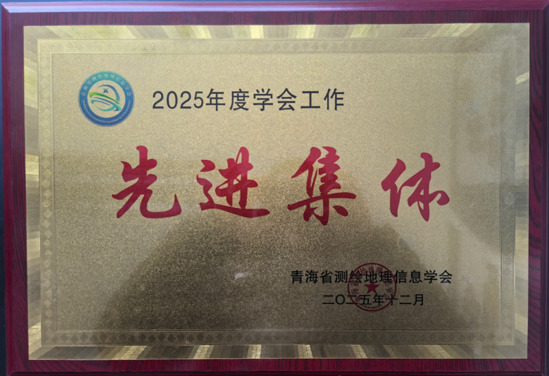 2025年度学会工作
先进集体
青海省测绘地理信息学会
二〇二五年十二月